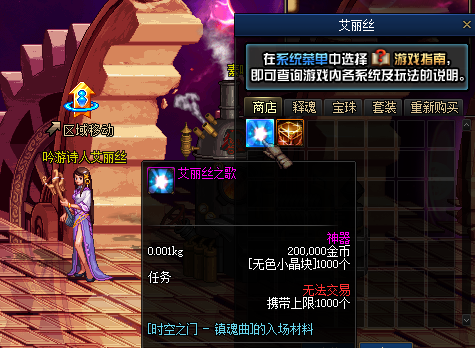 艾丽丝
在系统菜单中选择 游戏指南,
即可查询游戏内各系统及玩法的说明。
商店 释魂 宝珠 套装 重新购买
区域移动
吟游诗人艾丽丝
艾丽丝之歌
神器
0.001kg 200,000金币
[无色小晶块]1000个
任务
无法交易
携带上限:1000个
[时空之门 - 镇魂曲]的入场材料